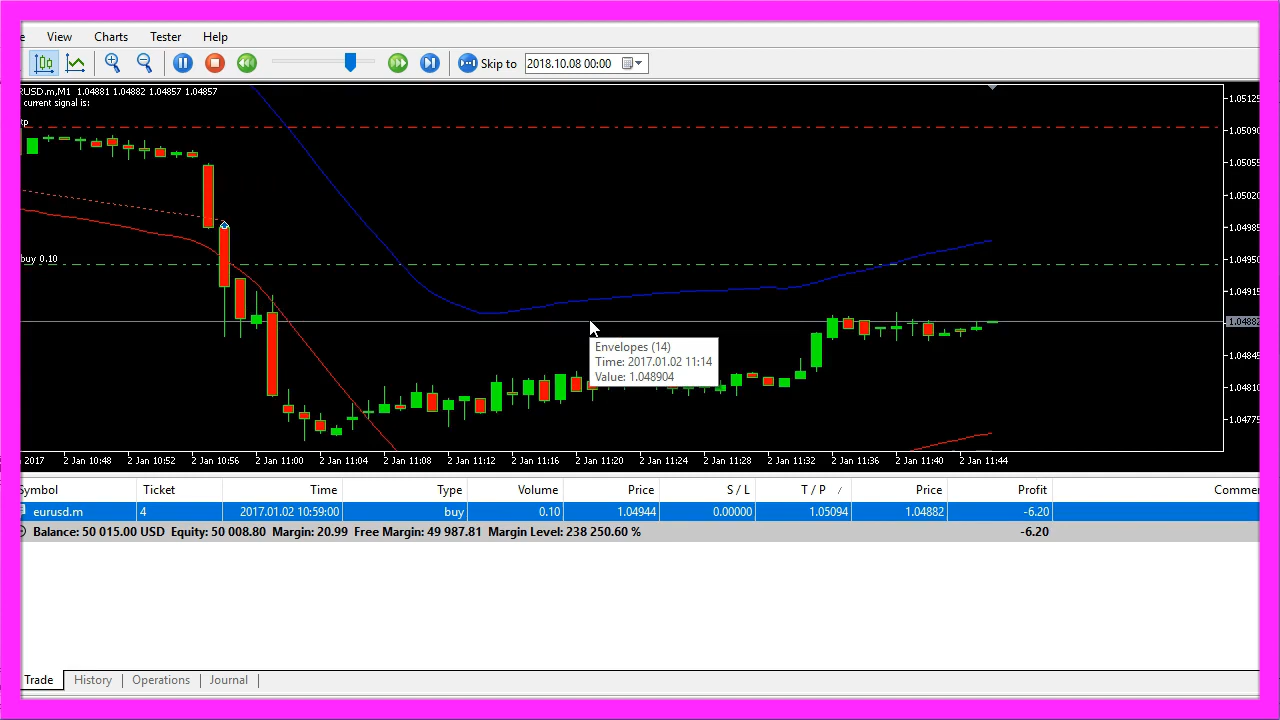 e View Charts Tester Help
Skip to 2018.10.08 00:00
RUSD.m,M1 1.04881 1.04882 1.04857 1.04857
current signal is:
tp
buy 0.10
1.05125
1.05090
1.05055
1.05020
1.04985
1.04950
1.04915
1.04882
1.04845
1.04810
1.04775
Envelopes (14)
Time: 2017.01.02 11:14
Value: 1.048904
2017 2 Jan 10:48 2 Jan 10:52 2 Jan 10:56 2 Jan 11:00 2 Jan 11:04 2 Jan 11:08 2 Jan 11:12 2 Jan 11:16 2 Jan 11:20 2 Jan 11:24 2 Jan 11:28 2 Jan 11:32 2 Jan 11:36 2 Jan 11:40 2 Jan 11:44
Symbol Ticket Time Type Volume Price S / L T / P / Price Profit Commer
eurusd.m 4 2017.01.02 10:59:00 buy 0.10 1.04944 0.00000 1.05094 1.04882 -6.20
Balance: 50 015.00 USD Equity: 50 008.80 Margin: 20.99 Free Margin: 49 987.81 Margin Level: 238 250.60 % -6.20
Trade | History | Operations | Journal |